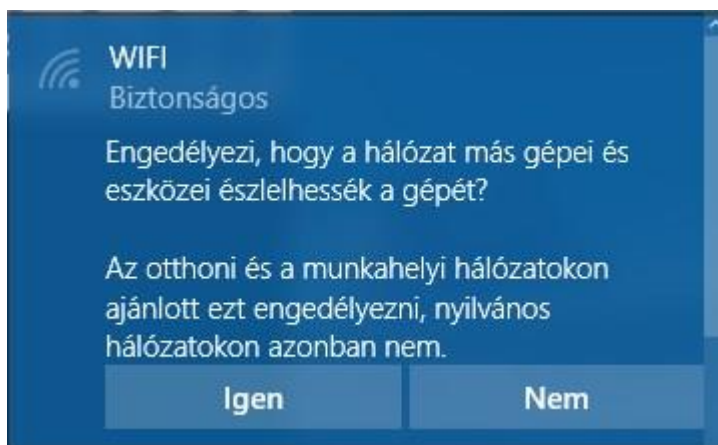 WIFI
Biztonságos
Engedélyezi, hogy a hálózat más gépei és
eszközei észlelhessék a gépét?
Az otthoni és a munkahelyi hálózatokon
ajánlott ezt engedélyezni, nyilvános
hálózatokon azonban nem.
Igen Nem